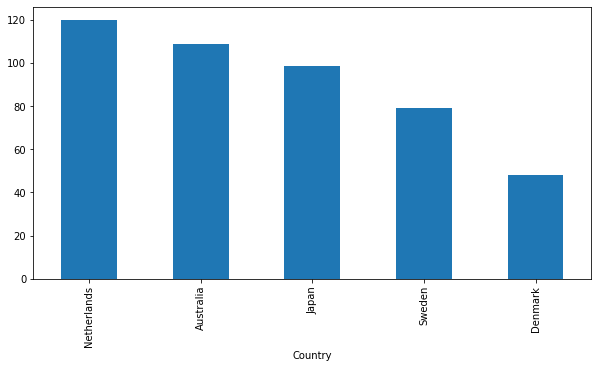 120
100
80
60
40
20
0
Netherlands
Australia
Japan
Sweden
Denmark
Country